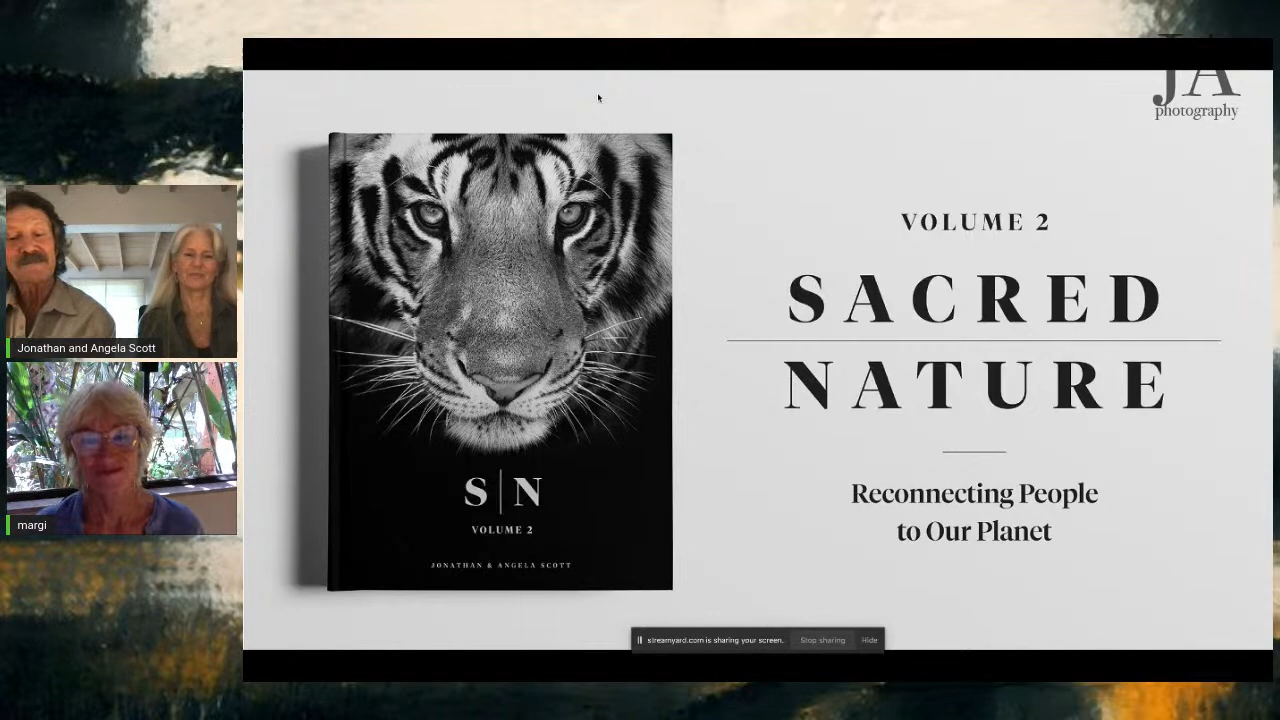 JA
photography
VOLUME 2
SACRED
NATURE
Reconnecting People
to Our Planet
S|N
VOLUME 2
JONATHAN & ANGELA SCOTT
Jonathan and Angela Scott
margi
streamyard.com is sharing your screen.
Stop sharing
Hide